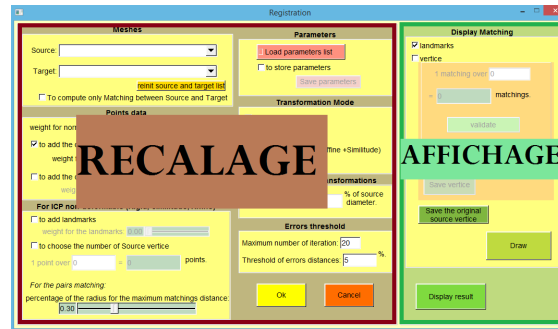 Registration
Meshes
Source:
Target:
reinit source and target list
To compute only Matching between Source and Target
Points data
weight for
to add the
weight
to add the
For ICP
to add landmarks
weight for the landmarks: 0.00
to choose the number of Source vertice
1 point over 0 = 0 points.
For the pairs matching:
percentage of the radius for the maximum matchings distance:
0.30
Parameters
Load parameters list
to store parameters
Save parameters
Transformation Mode
ffine +Similitude)
nsformations
% of source
diameter.
Errors threshold
Maximum number of iteration: 20
Threshold of errors distances: 5 %.
Ok
Cancel
RECALAGE
Display Matching
landmarks
vertice
1 matching over 0
= 0 matchings.
validate
AFFICHAGE
Save vertice
Save the original
source vertice
Draw
Display result